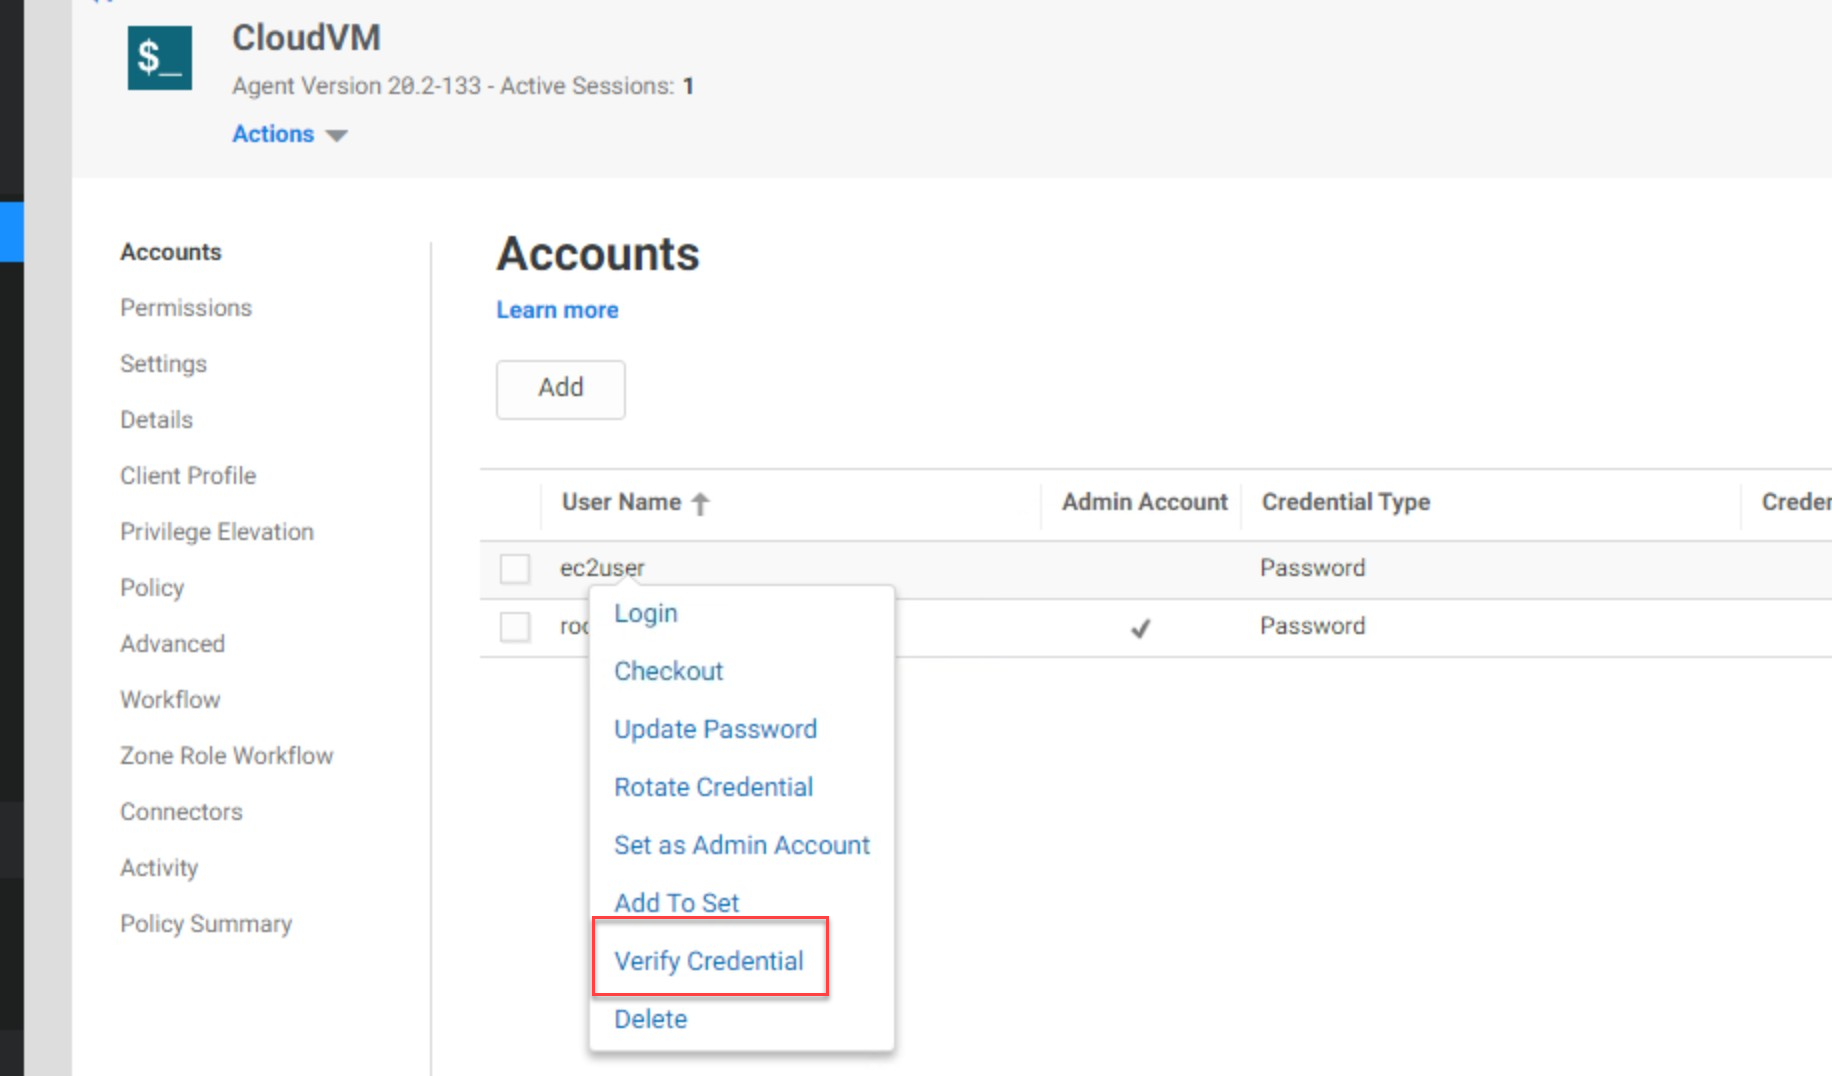 $_
CloudVM
Agent Version 20.2-133 - Active Sessions: 1
Actions
Accounts
Permissions
Settings
Details
Client Profile
Privilege Elevation
Policy
Advanced
Workflow
Zone Role Workflow
Connectors
Activity
Policy Summary
Accounts
Learn more
Add
User Name Admin Account Credential Type
ec2user Password
Password
Login
Checkout
Update Password
Rotate Credential
Set as Admin Account
Add To Set
Verify Credential
Delete